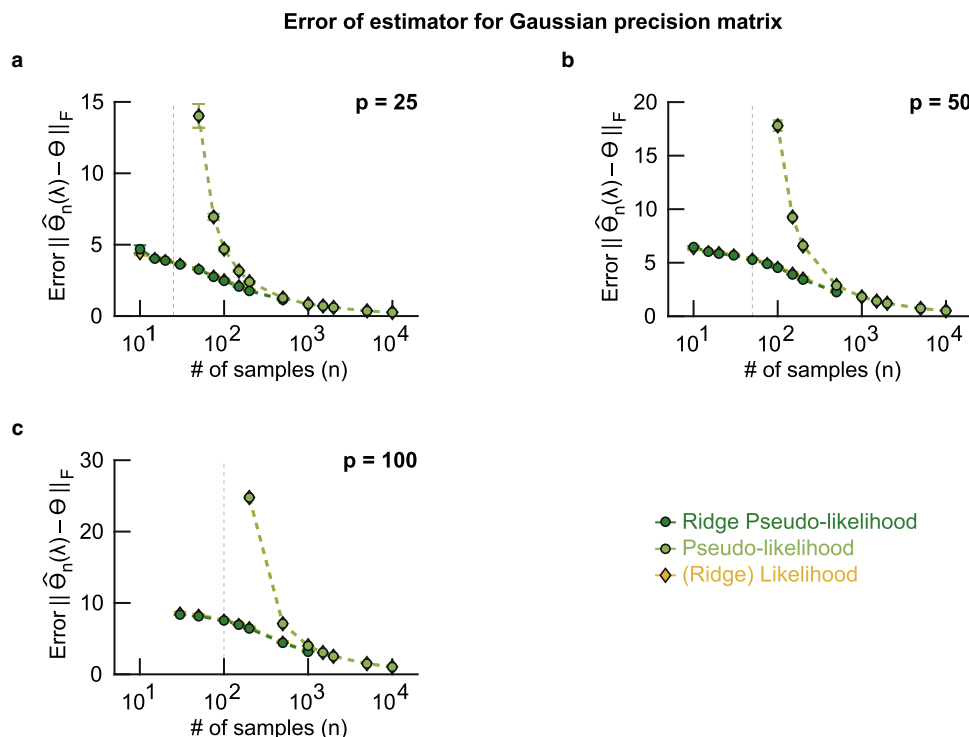 Error of estimator for Gaussian precision matrix
a
p = 25
Error || Θ̂n(λ) − Θ ||F
15
10
5
0
10^1
10^2
10^3
10^4
# of samples (n)
b
p = 50
Error || Θ̂n(λ) − Θ ||F
20
15
10
5
0
10^1
10^2
10^3
10^4
# of samples (n)
c
p = 100
Error || Θ̂n(λ) − Θ ||F
30
20
10
0
10^1
10^2
10^3
10^4
# of samples (n)
Ridge Pseudo-likelihood
Pseudo-likelihood
(Ridge) Likelihood